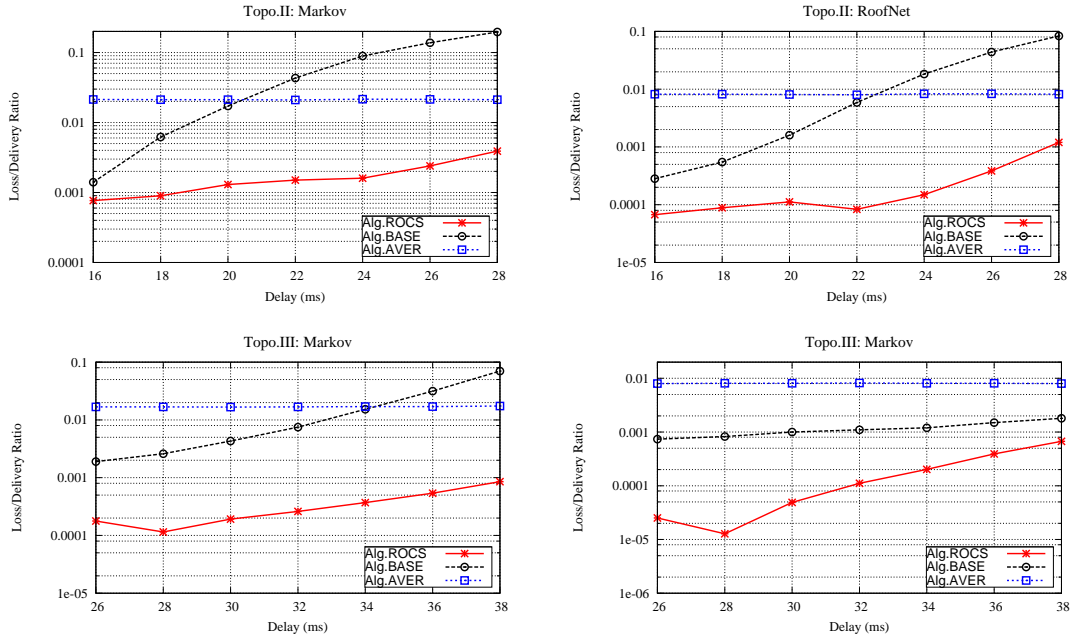 Topo.II: Markov
Loss/Delivery Ratio
0.1
0.01
0.001
0.0001
Alg.ROCS
Alg.BASE
Alg.AVER
16 18 20 22 24 26 28
Delay (ms)
Topo.II: RoofNet
Loss/Delivery Ratio
0.1
0.01
0.001
0.0001
1e-05
Alg.ROCS
Alg.BASE
Alg.AVER
16 18 20 22 24 26 28
Delay (ms)
Topo.III: Markov
Loss/Delivery Ratio
0.1
0.01
0.001
0.0001
1e-05
Alg.ROCS
Alg.BASE
Alg.AVER
26 28 30 32 34 36 38
Delay (ms)
Topo.III: Markov
Loss/Delivery Ratio
0.01
0.001
0.0001
1e-05
1e-06
Alg.ROCS
Alg.BASE
Alg.AVER
26 28 30 32 34 36 38
Delay (ms)